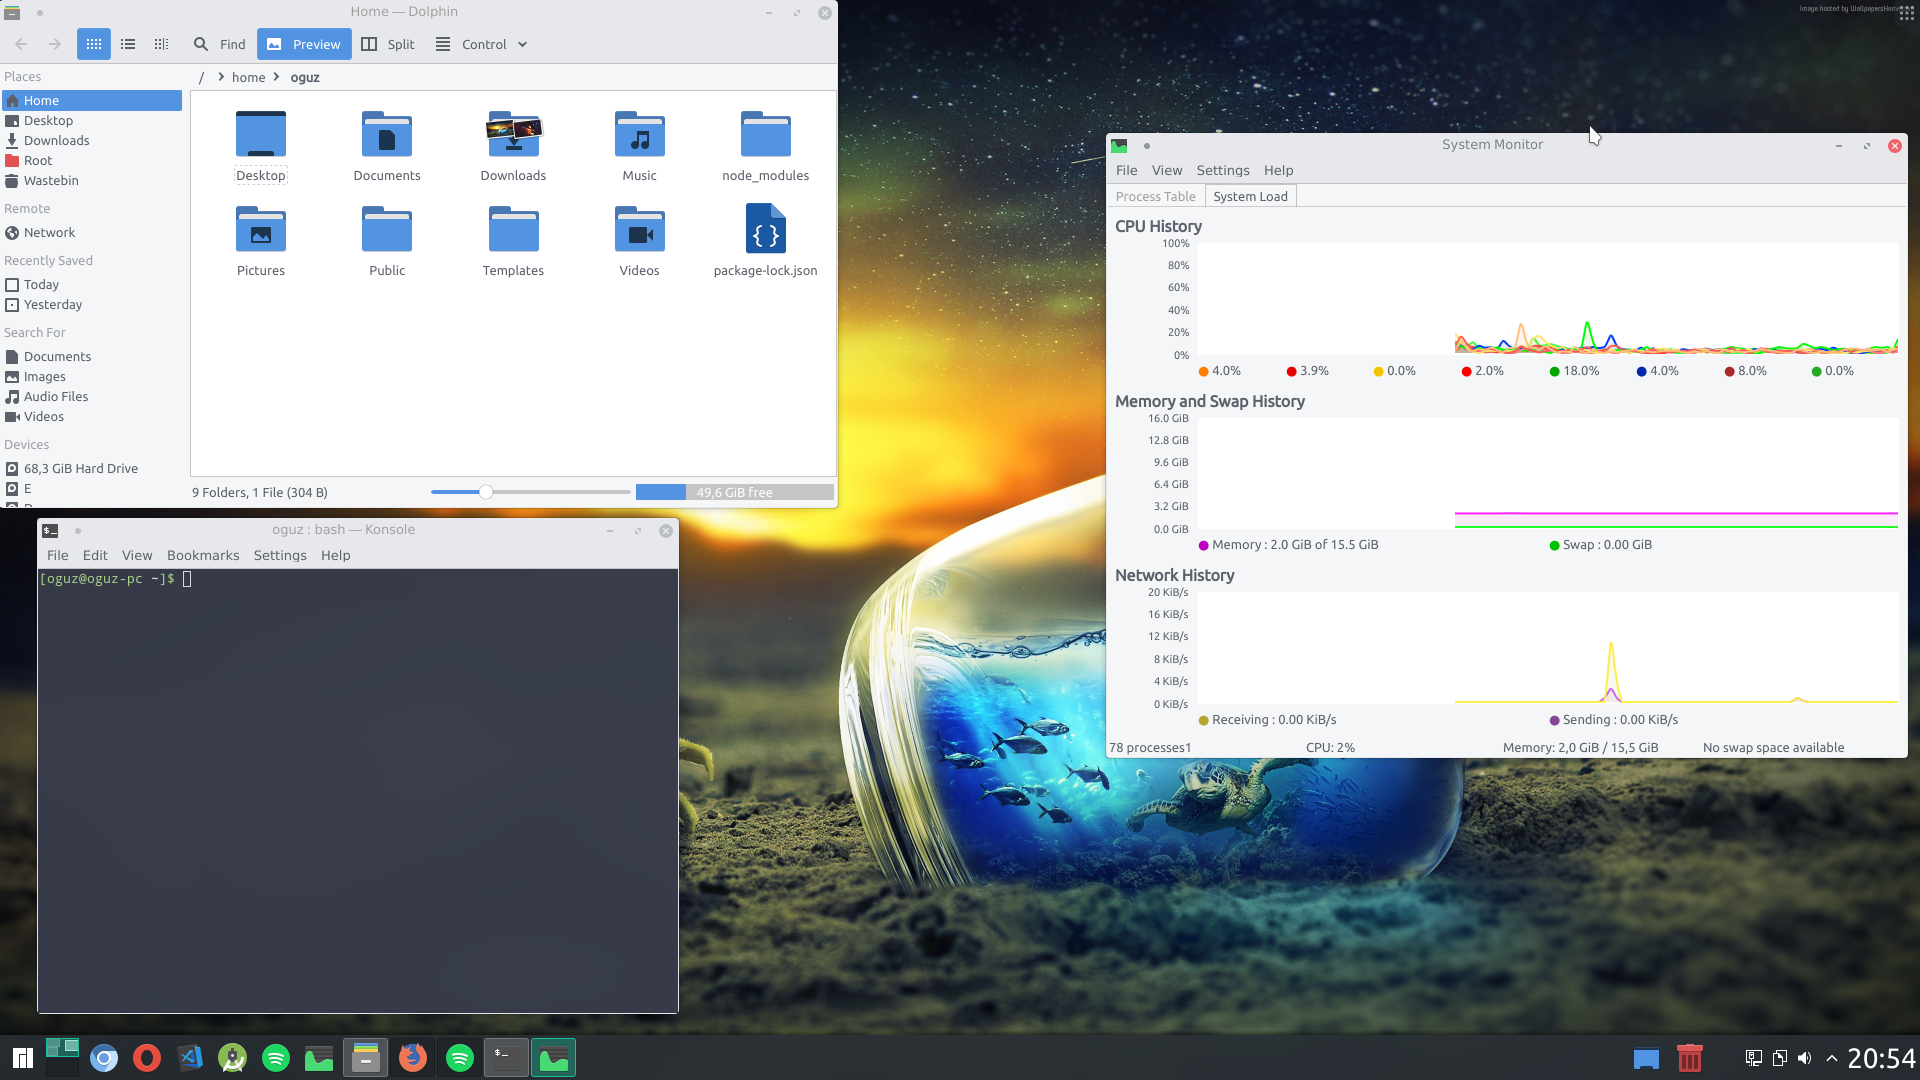 Home — Dolphin
Find
Preview
Split
Control
/ > home > oguz
Places
Home
Desktop
Downloads
Root
Wastebin
Remote
Network
Recently Saved
Today
Yesterday
Search For
Documents
Images
Audio Files
Videos
Devices
68,3 GiB Hard Drive
E
Desktop
Documents
Downloads
Music
node_modules
Pictures
Public
Templates
Videos
package-lock.json
{ }
9 Folders, 1 File (304 B)
49,6 GiB free
oguz : bash — Konsole
File Edit View Bookmarks Settings Help
[oguz@oguz-pc ~]$
Image hosted by
System Monitor
File View Settings Help
Process Table
System Load
CPU History
100%
80%
60%
40%
20%
0%
4.0% 3.9% 0.0% 2.0% 18.0% 4.0% 8.0% 0.0%
Memory and Swap History
16.0 GiB
12.8 GiB
9.6 GiB
6.4 GiB
3.2 GiB
0.0 GiB
Memory : 2.0 GiB of 15.5 GiB
Swap : 0.00 GiB
Network History
20 KiB/s
16 KiB/s
12 KiB/s
8 KiB/s
4 KiB/s
0 KiB/s
Receiving : 0.00 KiB/s
Sending : 0.00 KiB/s
78 processes1
CPU: 2%
Memory: 2,0 GiB / 15,5 GiB
No swap space available
20:54